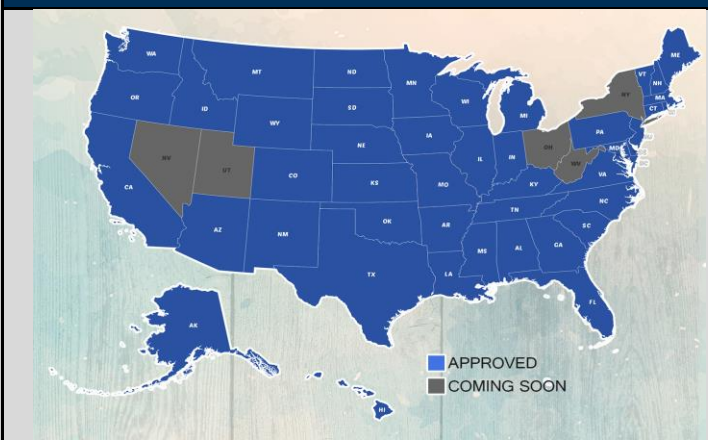 WA
MT
ND
MN
ME
VT
NH
OR
ID
SD
WI
MI
NY
MA
CT
WY
IA
NE
PA
NV
UT
IL
IN
OH
MD
CO
WV
VA
CA
KS
MO
KY
NC
TN
OK
AZ
NM
AR
SC
MS
AL
GA
TX
LA
FL
AK
HI
APPROVED
COMING SOON